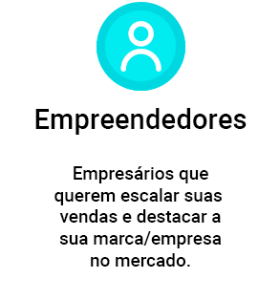 Empreendedores
Empresários que
querem escalar suas
vendas e destacar a
sua marca/empresa
no mercado.